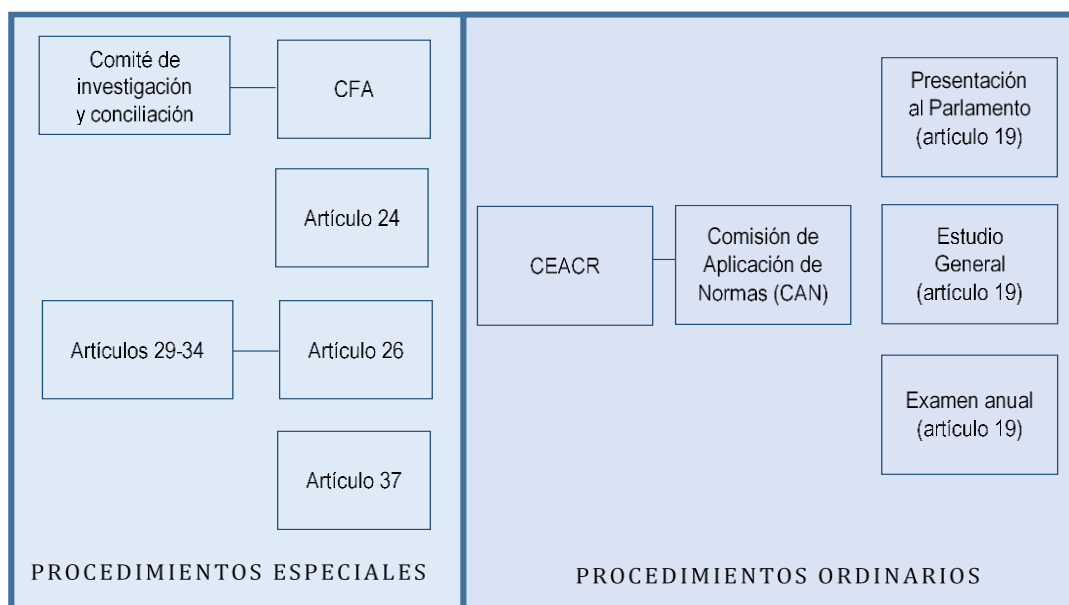 Comité de
investigación
y conciliación
CFA
Artículo 24
Artículos 29-34
Artículo 26
Artículo 37
PROCEDIMIENTOS ESPECIALES
CEACR
Comisión de
Aplicación de
Normas (CAN)
Presentación
al Parlamento
(artículo 19)
Estudio
General
(artículo 19)
Examen anual
(artículo 19)
PROCEDIMIENTOS ORDINARIOS